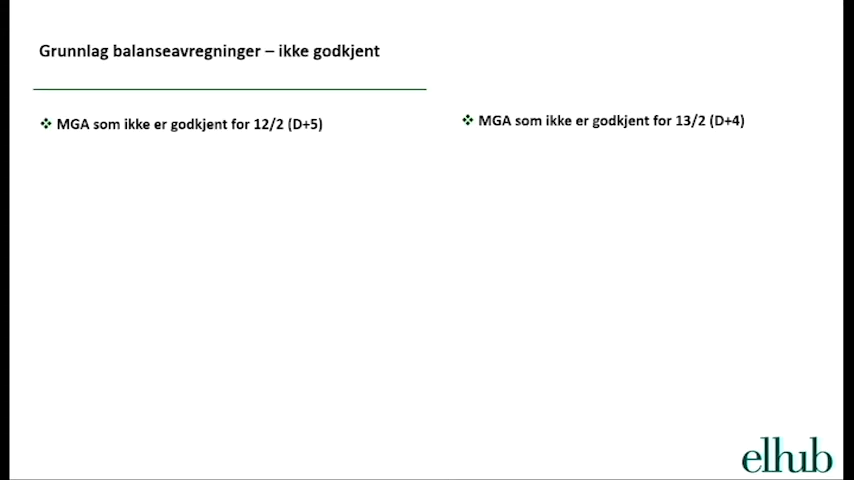 Grunnlag balanseavregninger – ikke godkjent
❖ MGA som ikke er godkjent for 12/2 (D+5)
❖ MGA som ikke er godkjent for 13/2 (D+4)
elhub